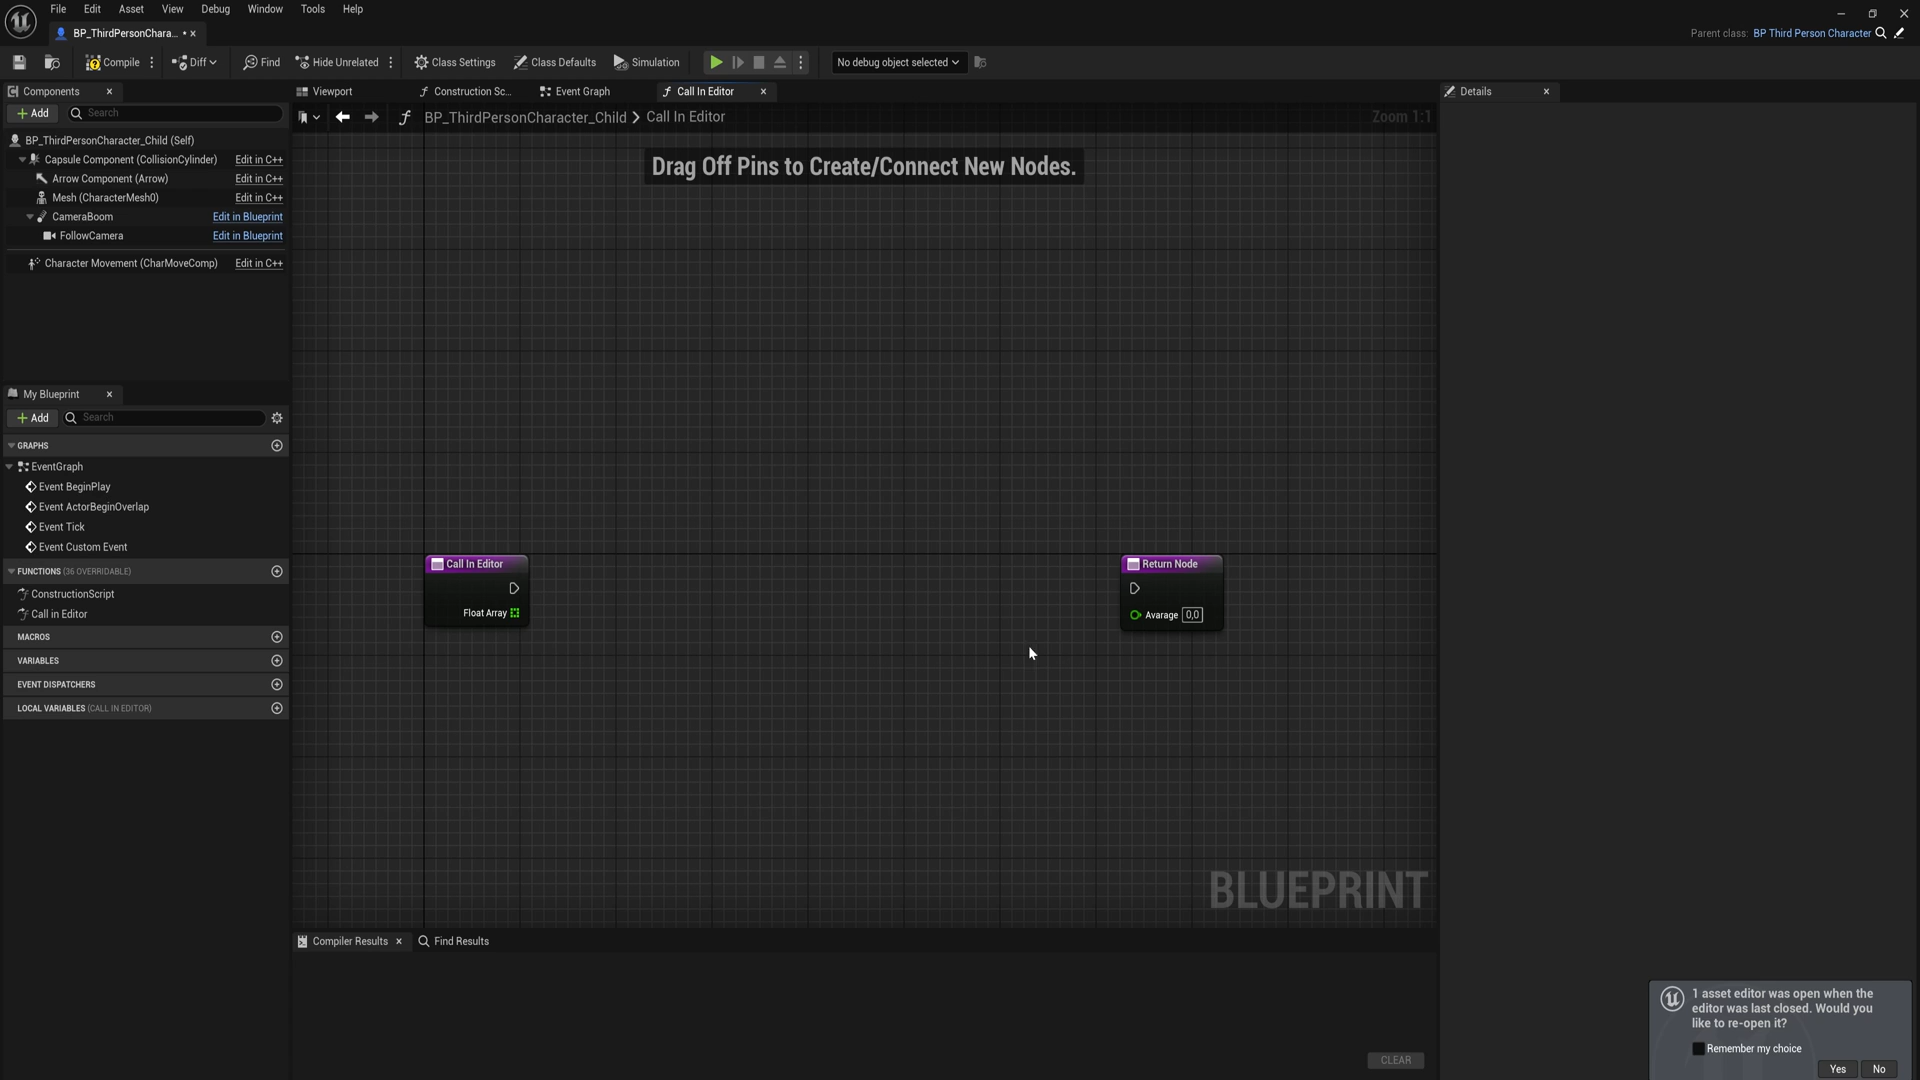 File Edit Asset View Debug Window Tools Help
BP_ThirdPersonChara... •
Parent class: BP Third Person Character
Compile Diff Find Hide Unrelated Class Settings Class Defaults Simulation No debug object selected
Components
Add Search
BP_ThirdPersonCharacter_Child (Self)
Capsule Component (CollisionCylinder) Edit in C++
Arrow Component (Arrow) Edit in C++
Mesh (CharacterMesh0) Edit in C++
CameraBoom Edit in Blueprint
FollowCamera Edit in Blueprint
Character Movement (CharMoveComp) Edit in C++
My Blueprint
Add Search
GRAPHS
EventGraph
Event BeginPlay
Event ActorBeginOverlap
Event Tick
Event Custom Event
FUNCTIONS (36 OVERRIDABLE)
ConstructionScript
Call in Editor
MACROS
VARIABLES
EVENT DISPATCHERS
LOCAL VARIABLES (CALL IN EDITOR)
Viewport Construction Sc... Event Graph Call In Editor
BP_ThirdPersonCharacter_Child Call In Editor Zoom 1:1
Drag Off Pins to Create/Connect New Nodes.
Call In Editor
Float Array
Return Node
Avarage 0,0
BLUEPRINT
Compiler Results Find Results
CLEAR
Details
1 asset editor was open when the
editor was last closed. Would you
like to re-open it?
Remember my choice
Yes No